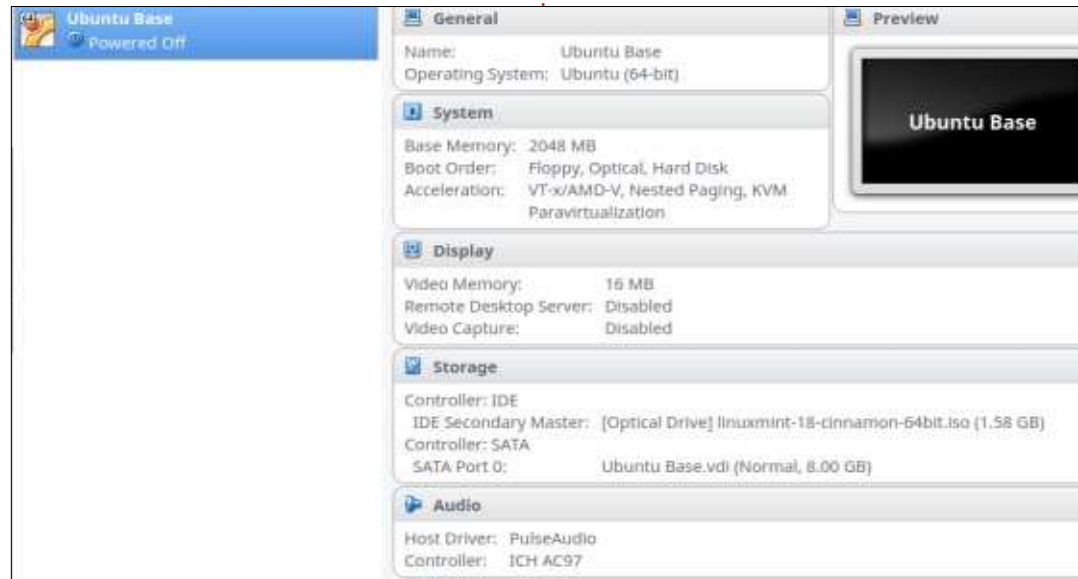 Ubuntu Base
Powered Off
General
Name: Ubuntu Base
Operating System: Ubuntu (64-bit)
Preview
Ubuntu Base
System
Base Memory: 2048 MB
Boot Order: Floppy, Optical, Hard Disk
Acceleration: VT-x/AMD-V, Nested Paging, KVM
Paravirtualization
Display
Video Memory: 16 MB
Remote Desktop Server: Disabled
Video Capture: Disabled
Storage
Controller: IDE
IDE Secondary Master: [Optical Drive] linuxmint-18-cinnamon-64bit.iso (1.58 GB)
Controller: SATA
SATA Port 0: Ubuntu Base.vdi (Normal, 8.00 GB)
Audio
Host Driver: PulseAudio
Controller: ICH AC97